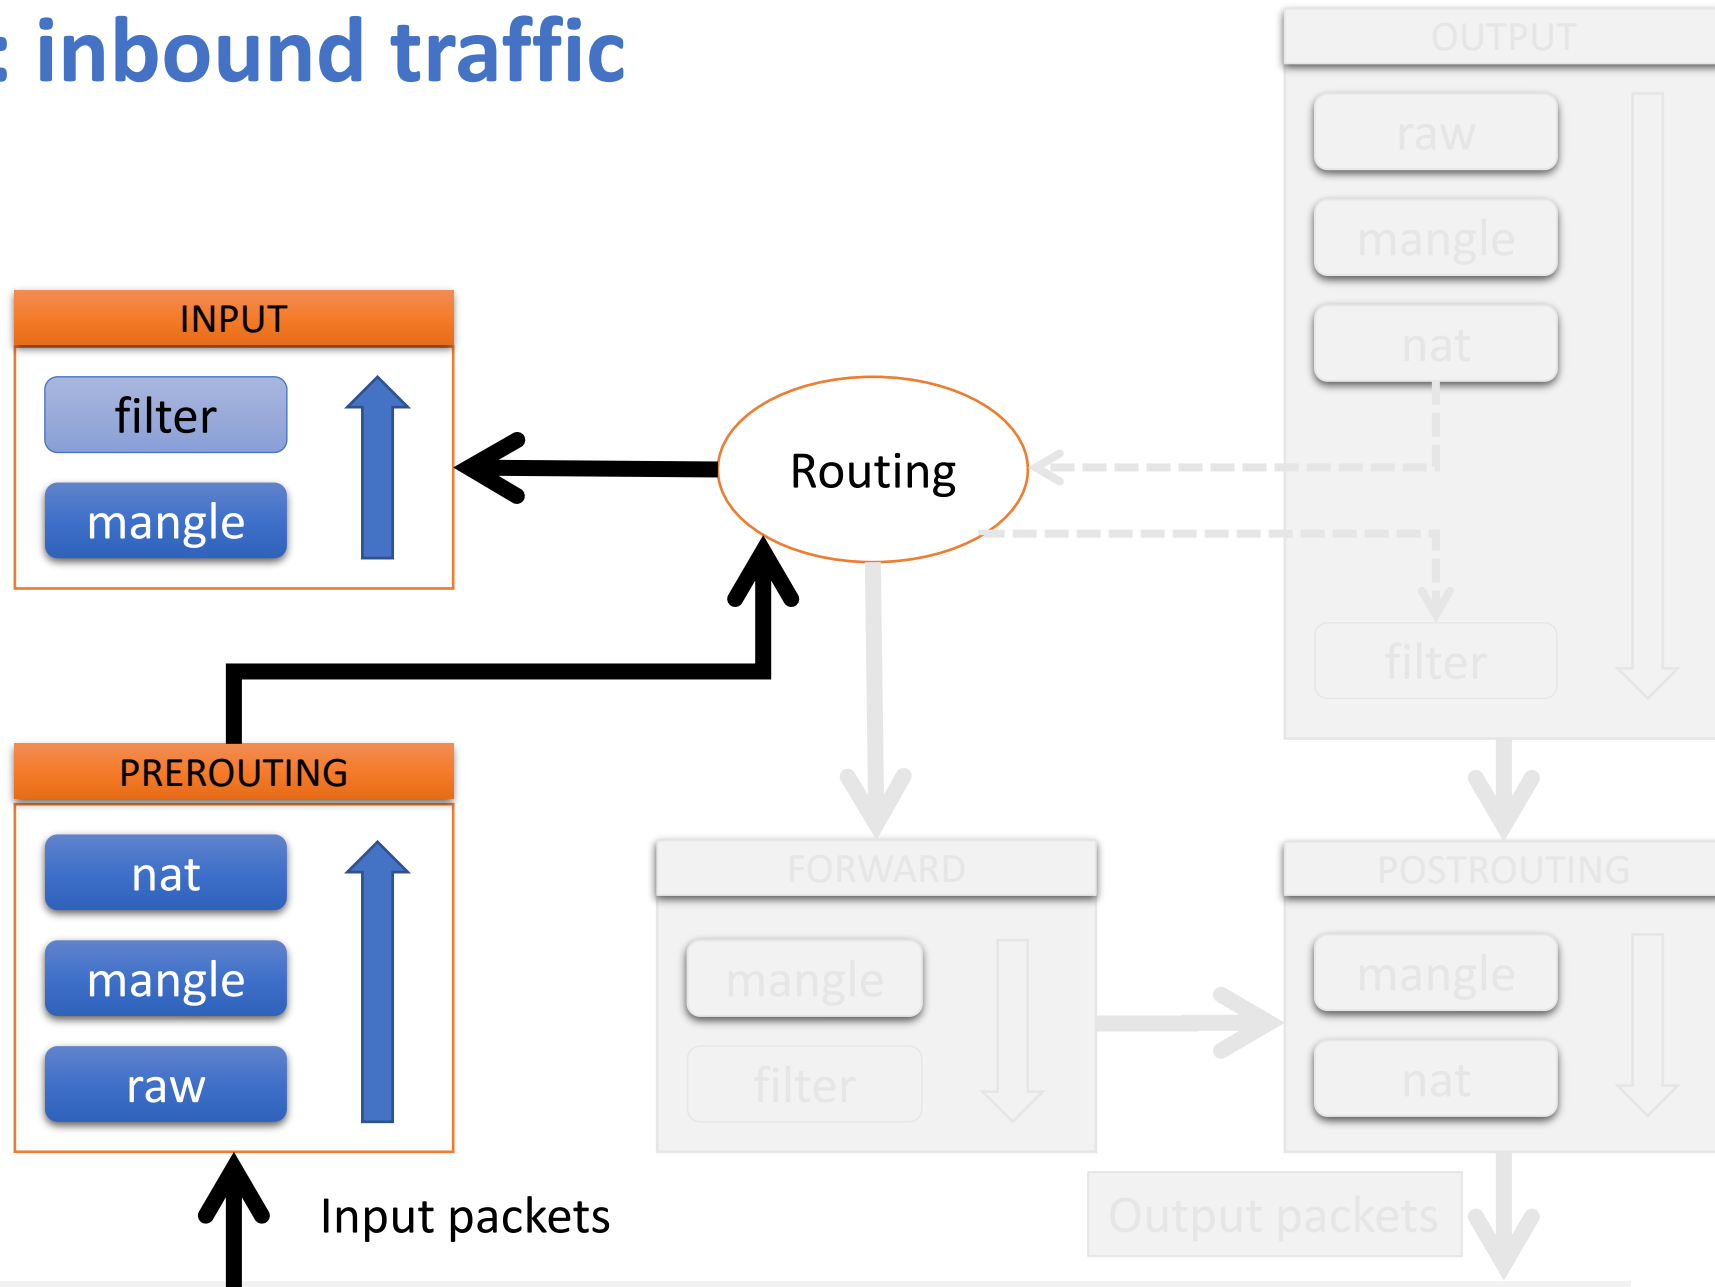 : inbound traffic
OUTPUT
raw
mangle
nat
filter
INPUT
filter
mangle
Routing
PREROUTING
nat
mangle
raw
FORWARD
mangle
filter
POSTROUTING
mangle
nat
Input packets
Output packets